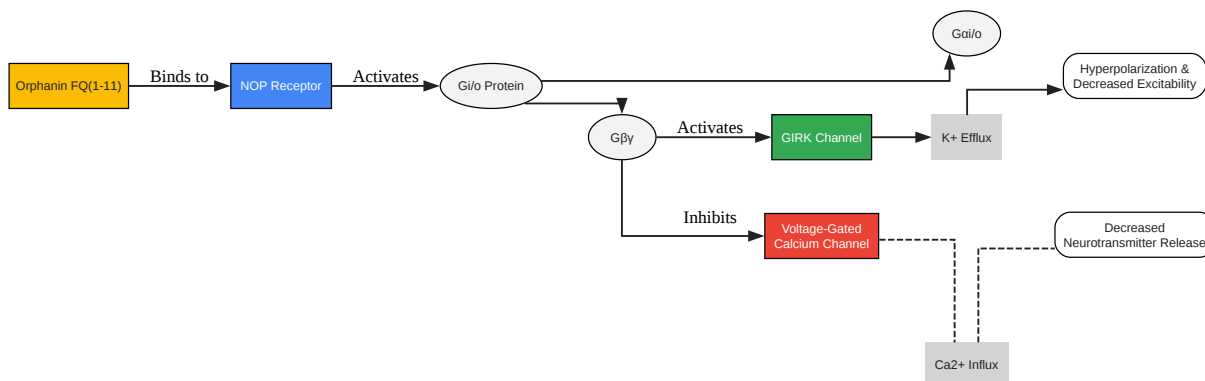 Gαi/o
Hyperpolarization &
Decreased Excitability
Orphanin FQ(1-11)
Binds to
NOP Receptor
Activates
Gi/o Protein
Gβγ
Activates
GIRK Channel
K+ Efflux
Inhibits
Voltage-Gated
Calcium Channel
Decreased
Neurotransmitter Release
Ca2+ Influx